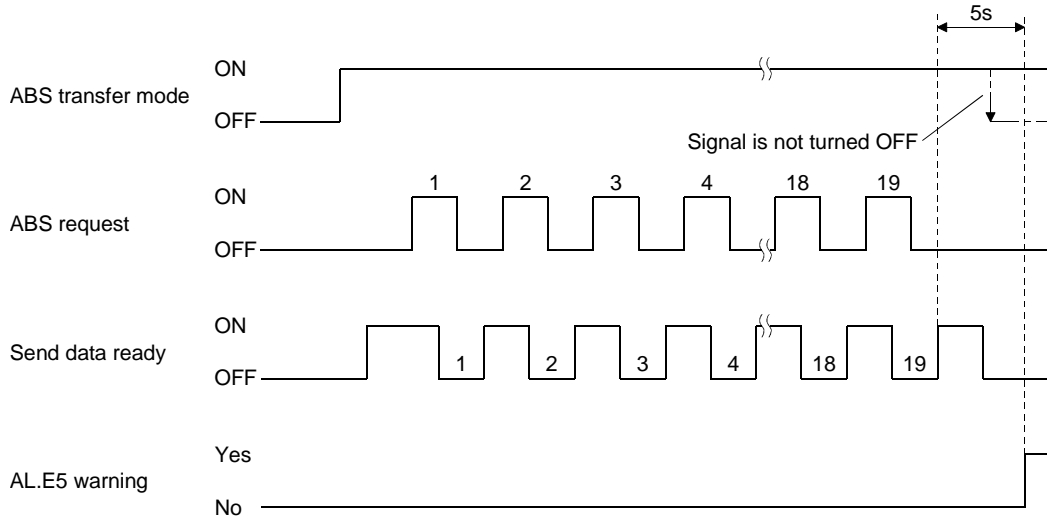 5s
ON
ABS transfer mode
OFF
Signal is not turned OFF
1 2 3 4 18 19
ON
ABS request
OFF
ON
Send data ready
OFF 1 2 3 4 18 19
Yes
AL.E5 warning
No